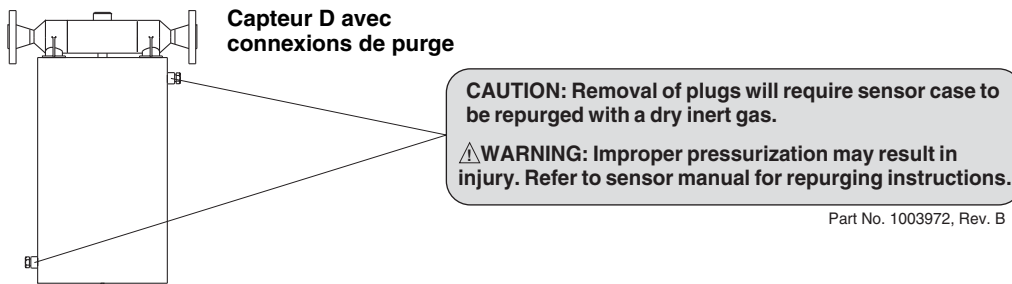 Capteur D avec
connexions de purge
CAUTION: Removal of plugs will require sensor case to
be repurged with a dry inert gas.
⚠WARNING: Improper pressurization may result in
injury. Refer to sensor manual for repurging instructions.
Part No. 1003972, Rev. B